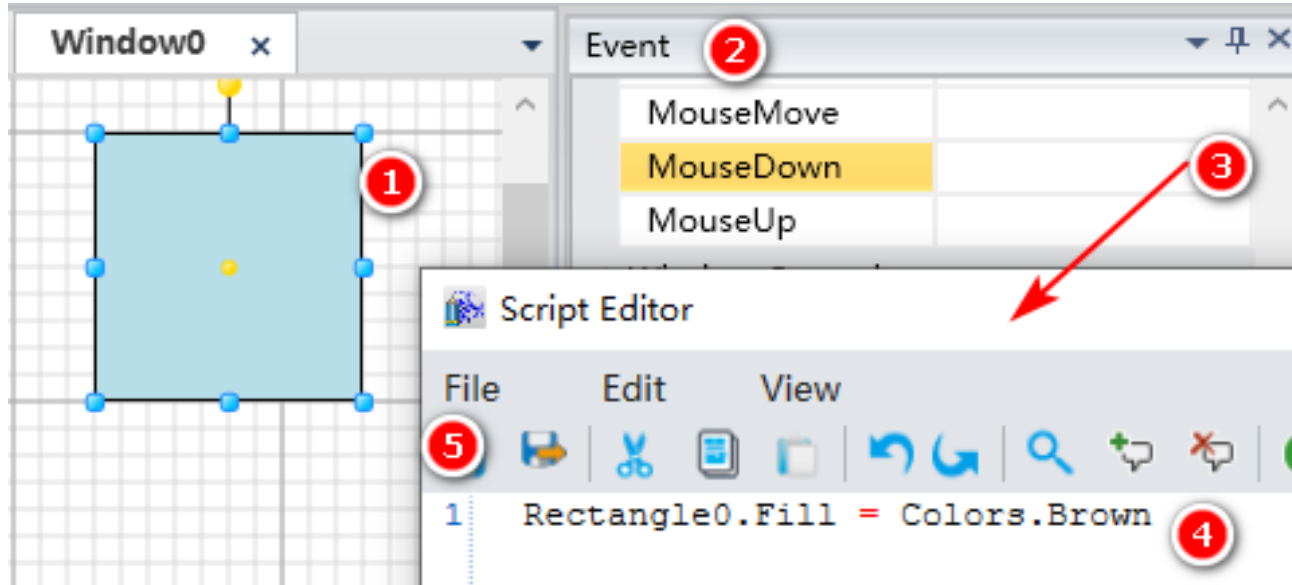 Window0 x
1
Event 2
MouseMove
MouseDown
MouseUp
3
Script Editor
File Edit View
5
1 Rectangle0.Fill = Colors.Brown
4